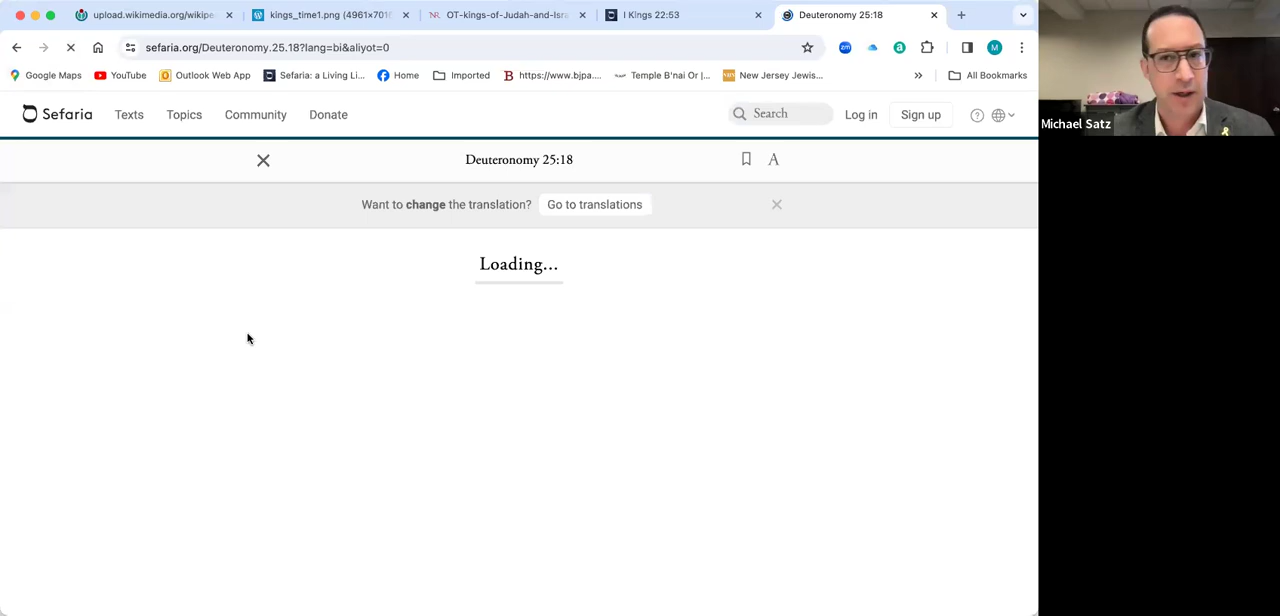 upload.wikimedia.org/wikipe
kings_time1.png (4961×701
OT-kings-of-Judah-and-Isra
I Kings 22:53
Deuteronomy 25:18
sefaria.org/Deuteronomy.25.18?lang=bi&aliyot=0
M
Google Maps
YouTube
Outlook Web App
Sefaria: a Living Li...
Home
Imported
https://www.bjpa....
Temple B'nai Or |...
New Jersey Jewis...
All Bookmarks
Sefaria
Texts
Topics
Community
Donate
Search
Log in
Sign up
Deuteronomy 25:18
A
Want to change the translation?
Go to translations
Loading...
Michael Satz